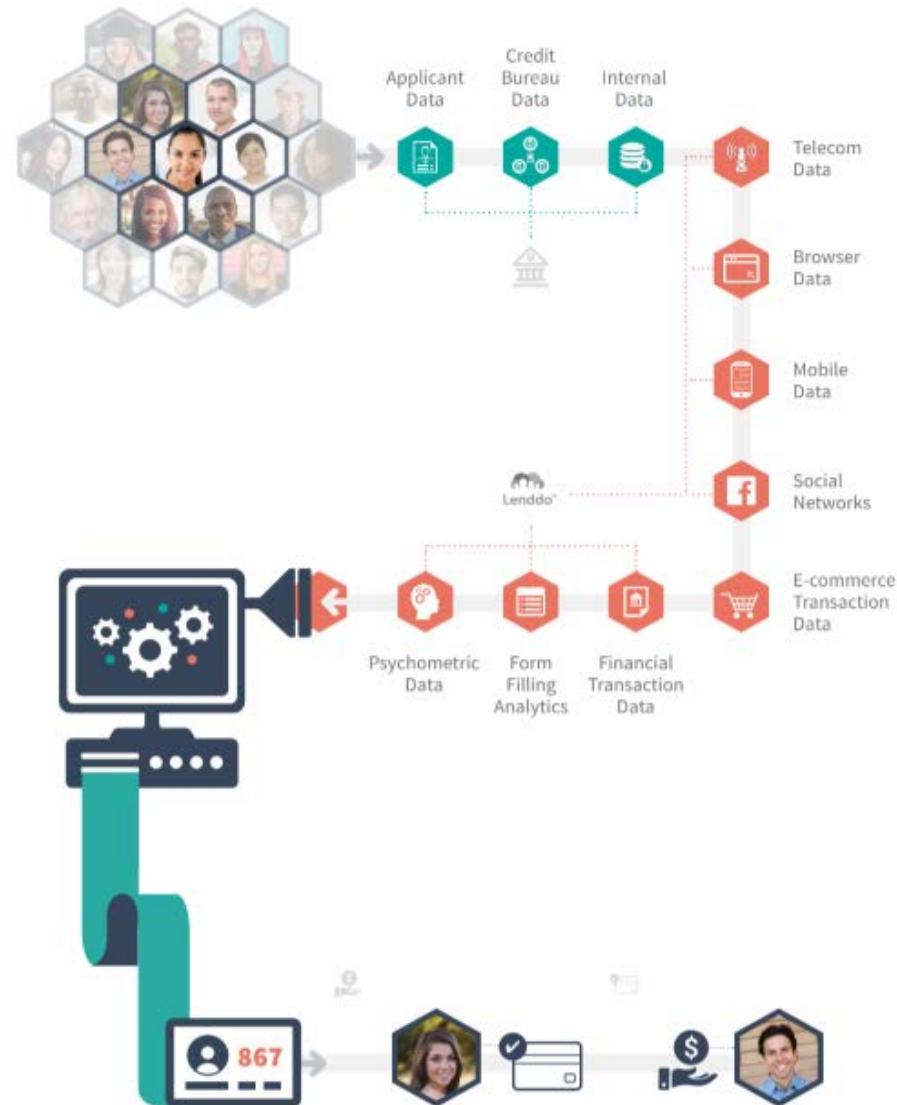 Applicant
Data
Credit
Bureau
Data
Internal
Data
Telecom
Data
Browser
Data
Mobile
Data
Social
Networks
Lenddo™
E-commerce
Transaction
Data
Psychometric
Data
Form
Filling
Analytics
Financial
Transaction
Data
867